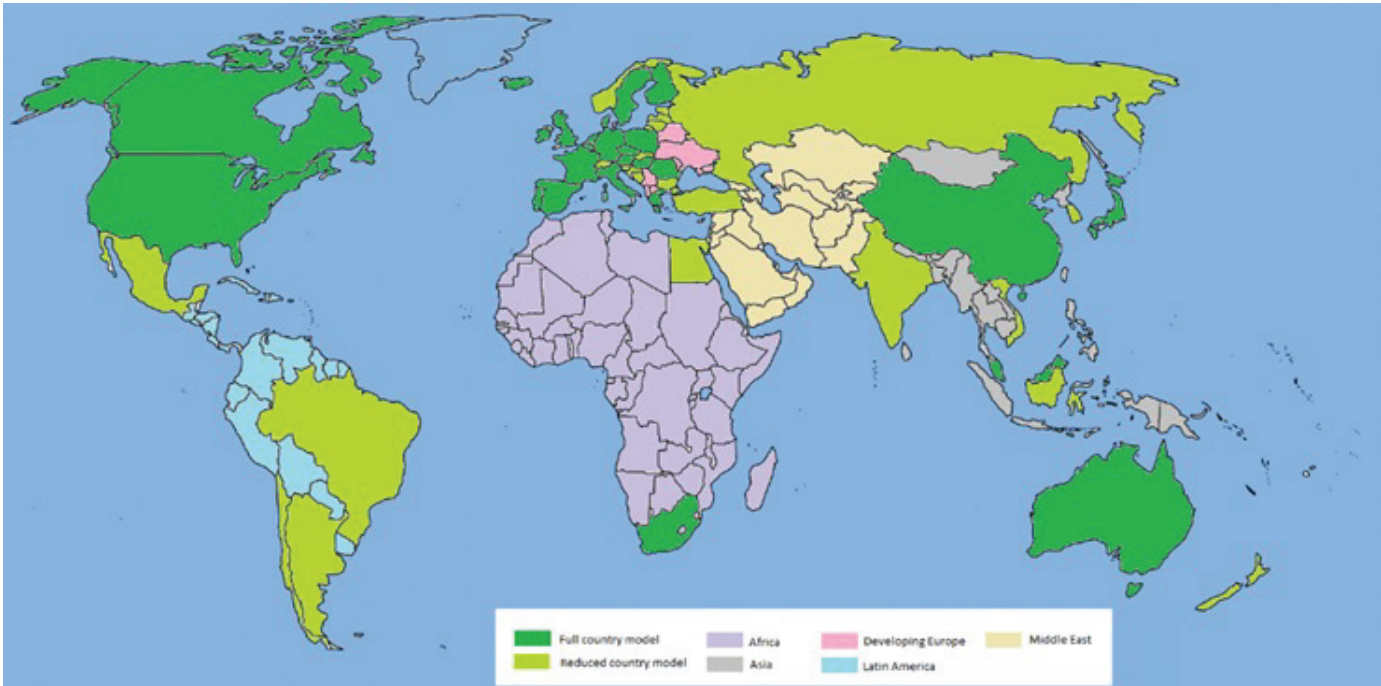 Full country model
Africa
Developing Europe
Middle East
Reduced country model
Asia
Latin America